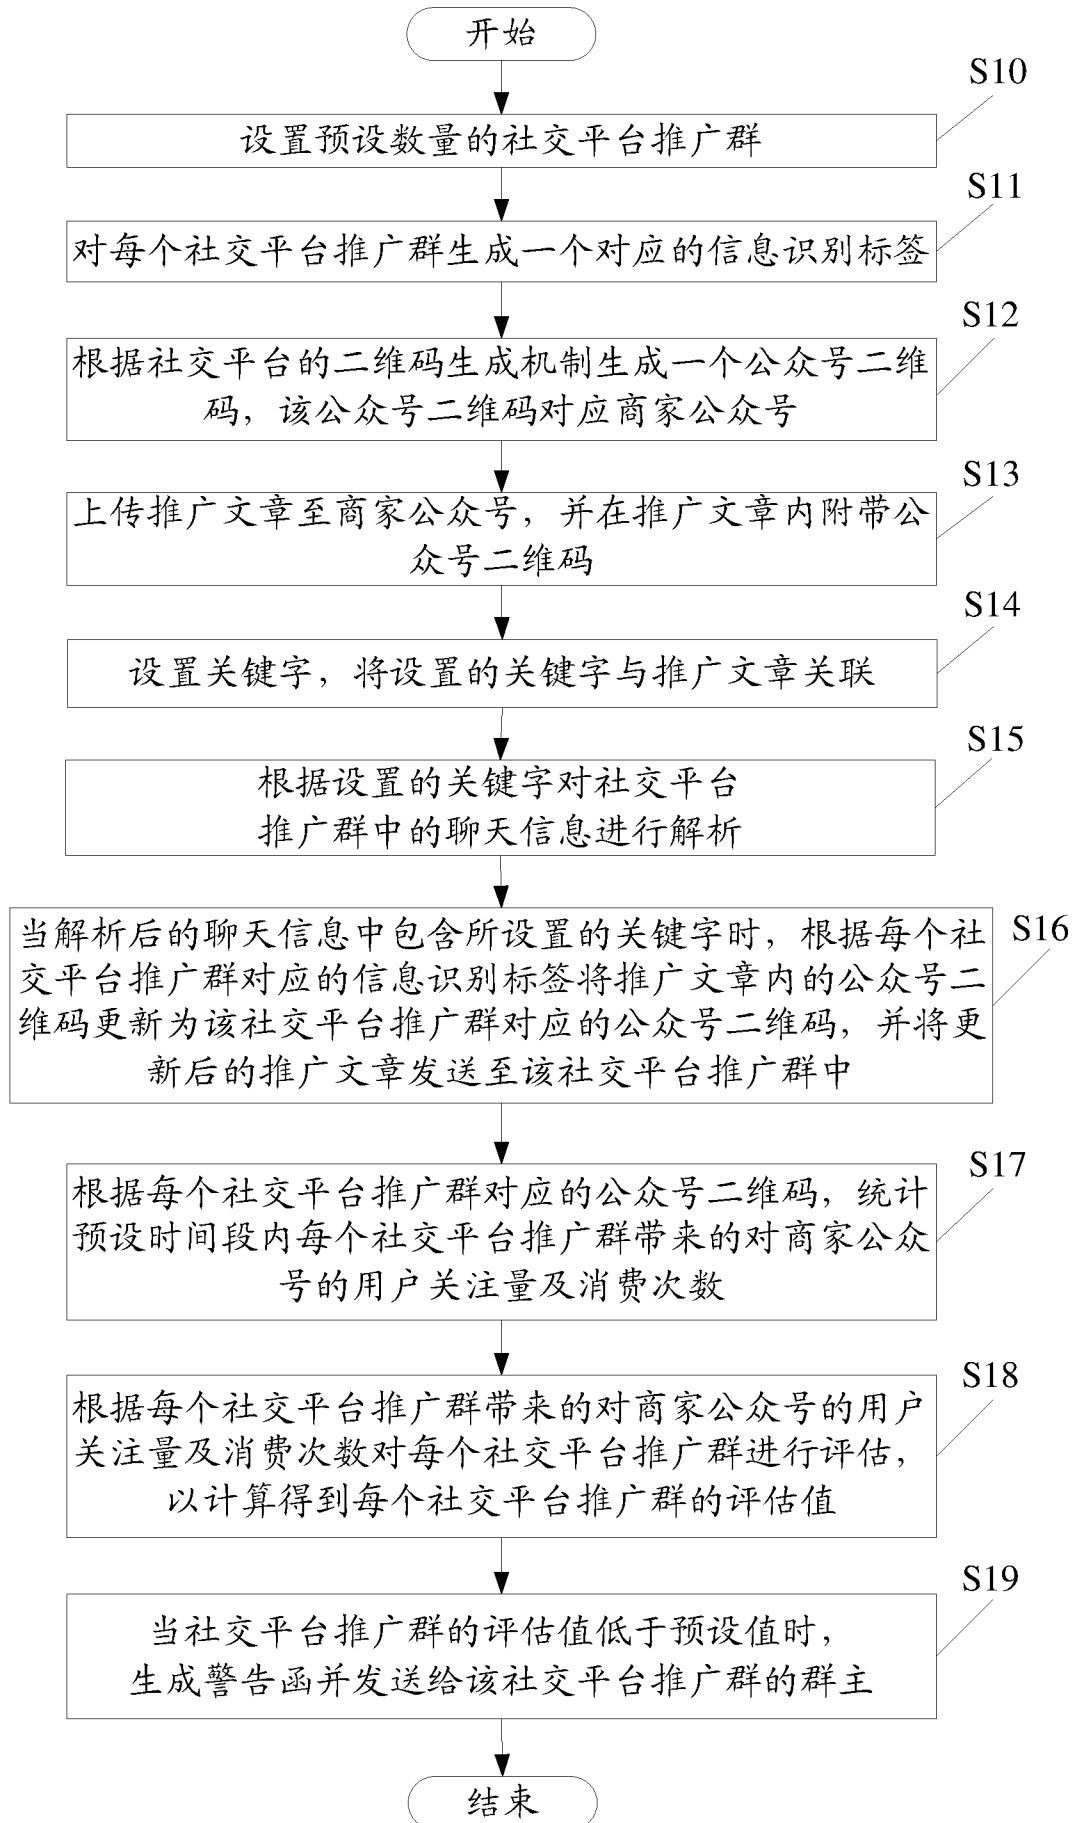 开始
S10
设置预设数量的社交平台推广群
S11
对每个社交平台推广群生成一个对应的信息识别标签
S12
根据社交平台的二维码生成机制生成一个公众号二维
码，该公众号二维码对应商家公众号
S13
上传推广文章至商家公众号，并在推广文章内附带公
众号二维码
S14
设置关键字，将设置的关键字与推广文章关联
S15
根据设置的关键字对社交平台
推广群中的聊天信息进行解析
S16
当解析后的聊天信息中包含所设置的关键字时，根据每个社
交平台推广群对应的信息识别标签将推广文章内的公众号二
维码更新为该社交平台推广群对应的公众号二维码，并将更
新后的推广文章发送至该社交平台推广群中
S17
根据每个社交平台推广群对应的公众号二维码，统计
预设时间段内每个社交平台推广群带来的对商家公众
号的用户关注量及消费次数
S18
根据每个社交平台推广群带来的对商家公众号的用户
关注量及消费次数对每个社交平台推广群进行评估，
以计算得到每个社交平台推广群的评估值
S19
当社交平台推广群的评估值低于预设值时，
生成警告函并发送给该社交平台推广群的群主
结束